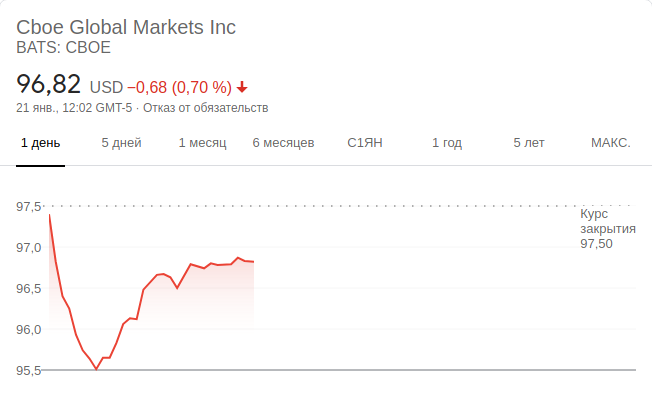 Cboe Global Markets Inc
BATS: CBOE
96,82 USD −0,68 (0,70 %)
21 янв., 12:02 GMT-5 · Отказ от обязательств
1 день 5 дней 1 месяц 6 месяцев С1ЯН 1 год 5 лет МАКС.
97,5
Курс
закрытия
97,50
97,0
96,5
96,0
95,5